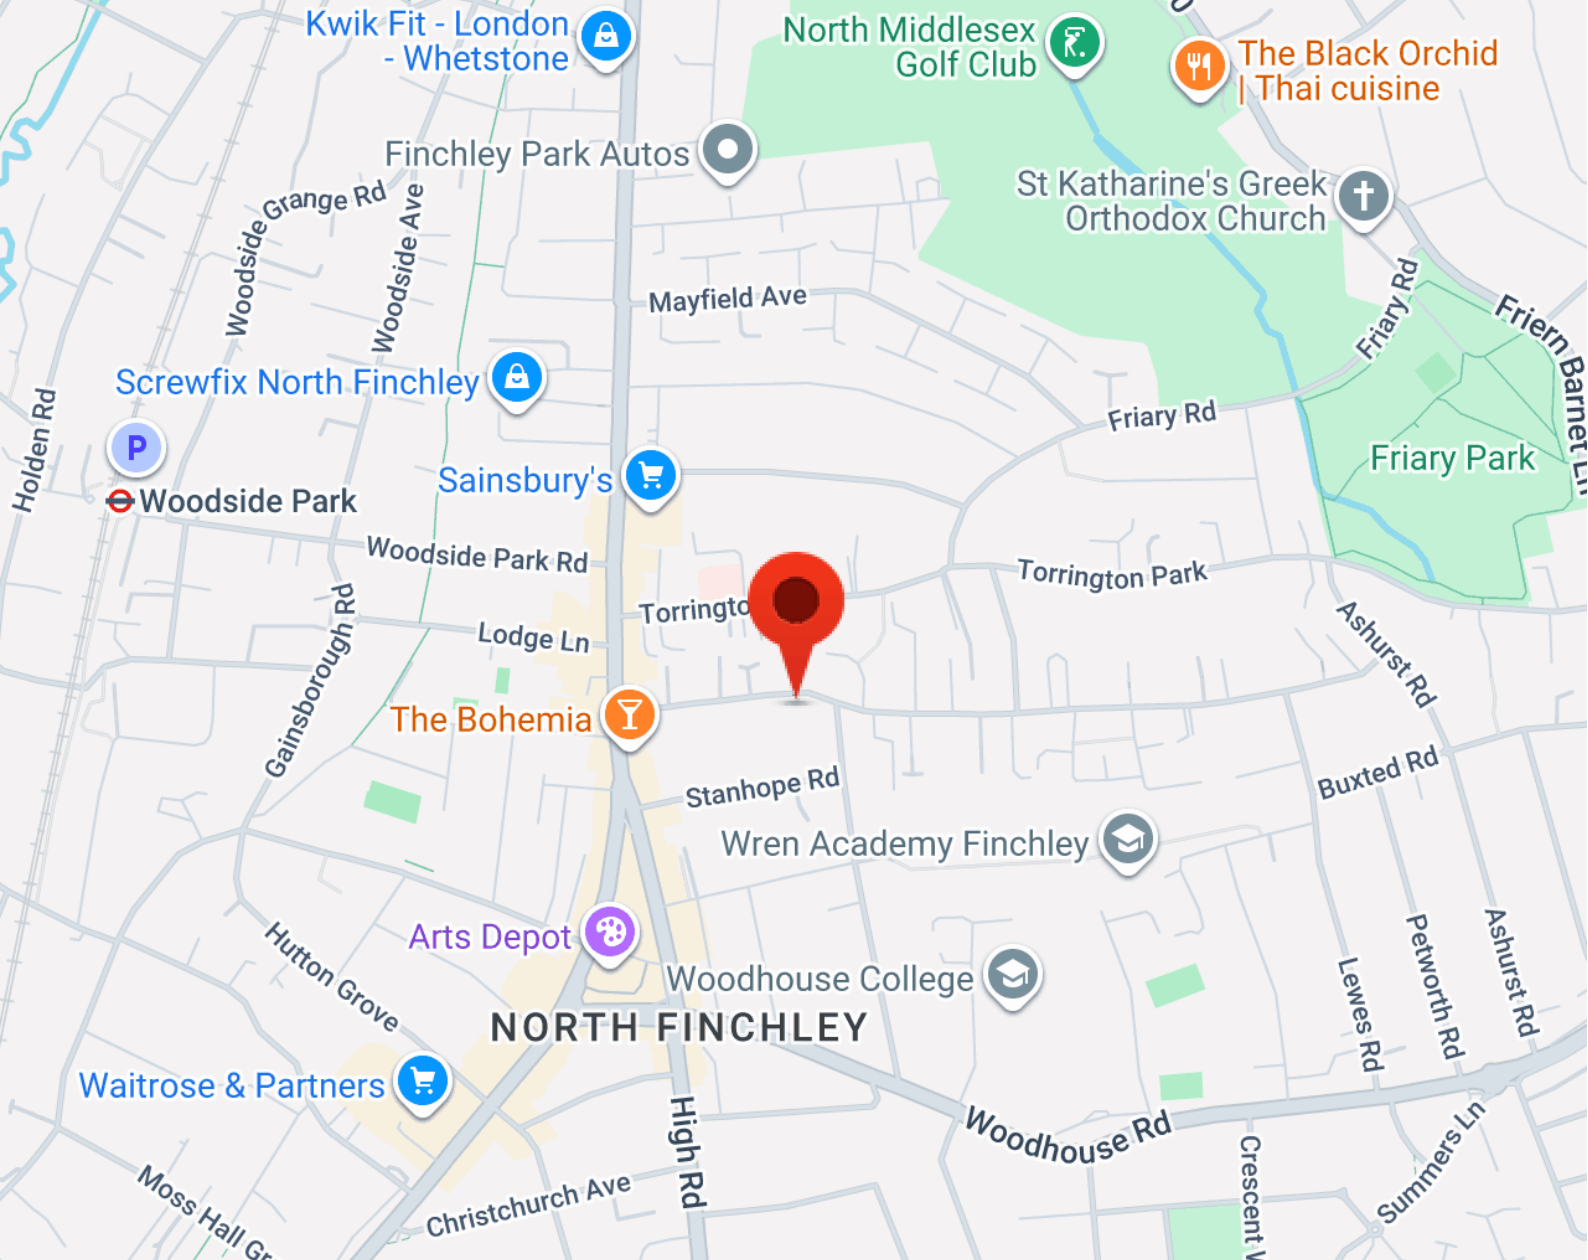 Kwik Fit - London
- Whetstone
North Middlesex
Golf Club
The Black Orchid
| Thai cuisine
Finchley Park Autos
St Katharine's Greek
Orthodox Church
Woodside Grange Rd
Woodside Ave
Mayfield Ave
Friary Rd
Friern Barnet Ln
Screwfix North Finchley
Holden Rd
P
Friary Rd
Friary Park
Sainsbury's
Woodside Park
Woodside Park Rd
Torrington Park
Torringto
Lodge Ln
Gainsborough Rd
Ashurst Rd
The Bohemia
Stanhope Rd
Buxted Rd
Wren Academy Finchley
Arts Depot
Hutton Grove
Woodhouse College
Lewes Rd
Petworth Rd
Ashurst Rd
NORTH FINCHLEY
Waitrose & Partners
High Rd
Woodhouse Rd
Summers Ln
Crescent
Christchurch Ave
Moss Hall Gr